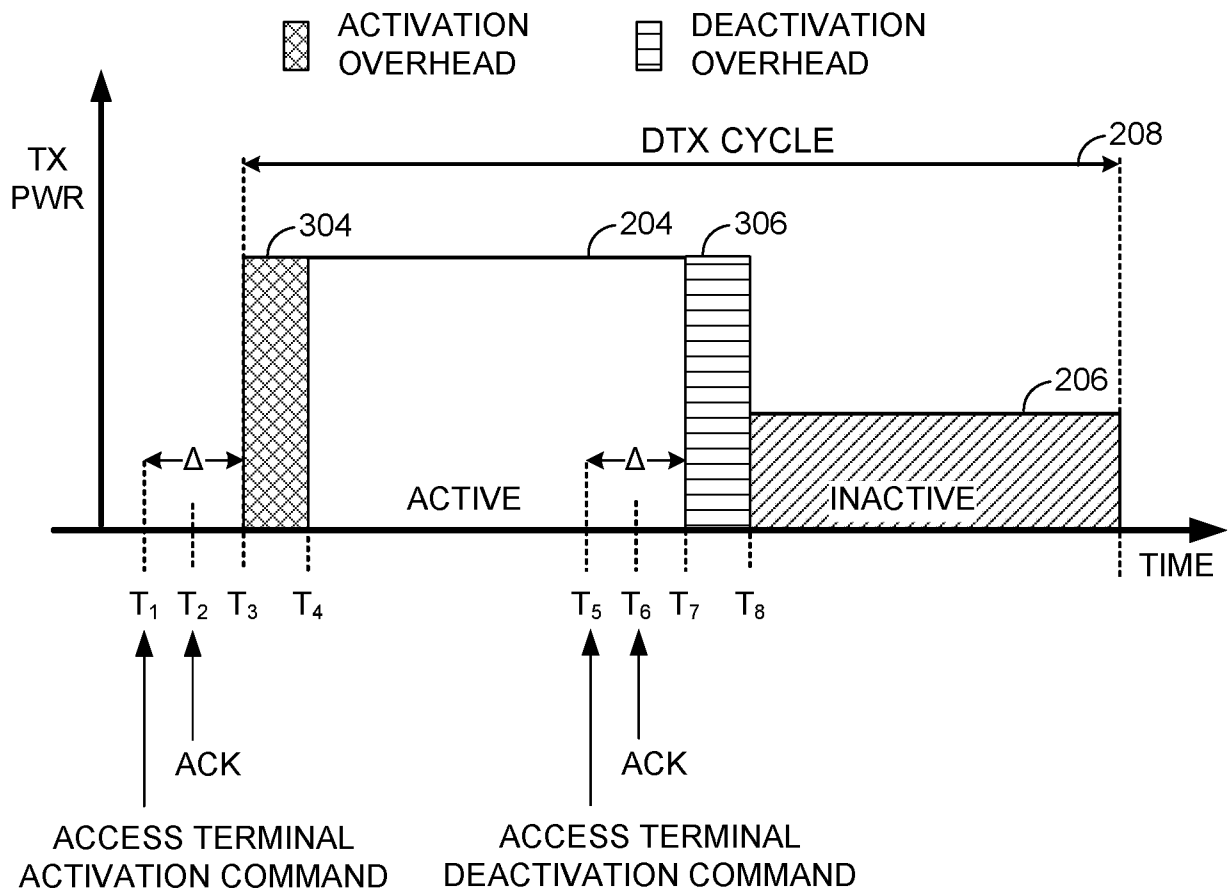 ACTIVATION
OVERHEAD
DEACTIVATION
OVERHEAD
TX
PWR
DTX CYCLE
208
304
204
306
206
Δ
Δ
ACTIVE
INACTIVE
TIME
T1
T2
T3
T4
T5
T6
T7
T8
ACK
ACK
ACCESS TERMINAL
ACTIVATION COMMAND
ACCESS TERMINAL
DEACTIVATION COMMAND